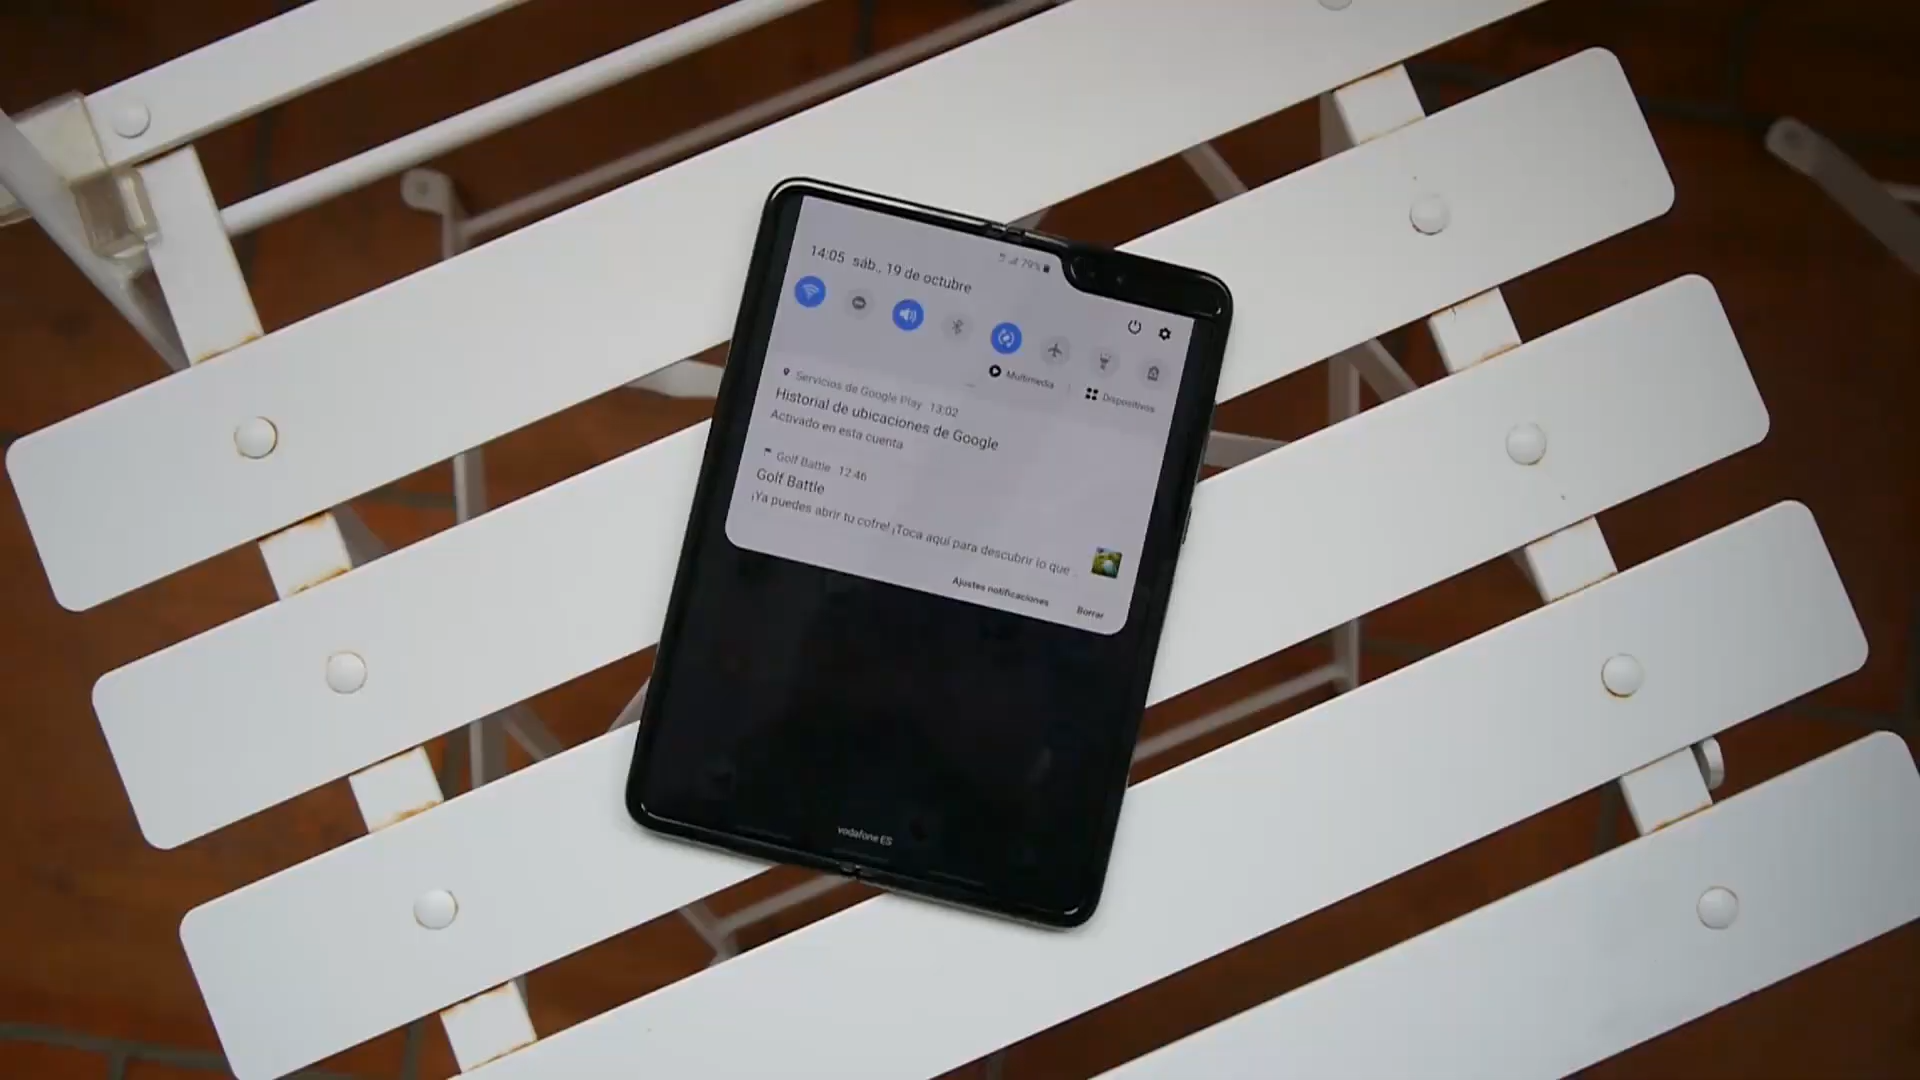 79%
14:05 sáb., 19 de octubre
Multimedia
Dispositivos
Servicios de Google Play 13:02
Historial de ubicaciones de Google
Activado en esta cuenta
Golf Battle 12:46
Golf Battle
¡Ya puedes abrir tu cofre! ¡Toca aquí para descubrir lo que
Ajustes notificaciones
Borrar
vodafone ES